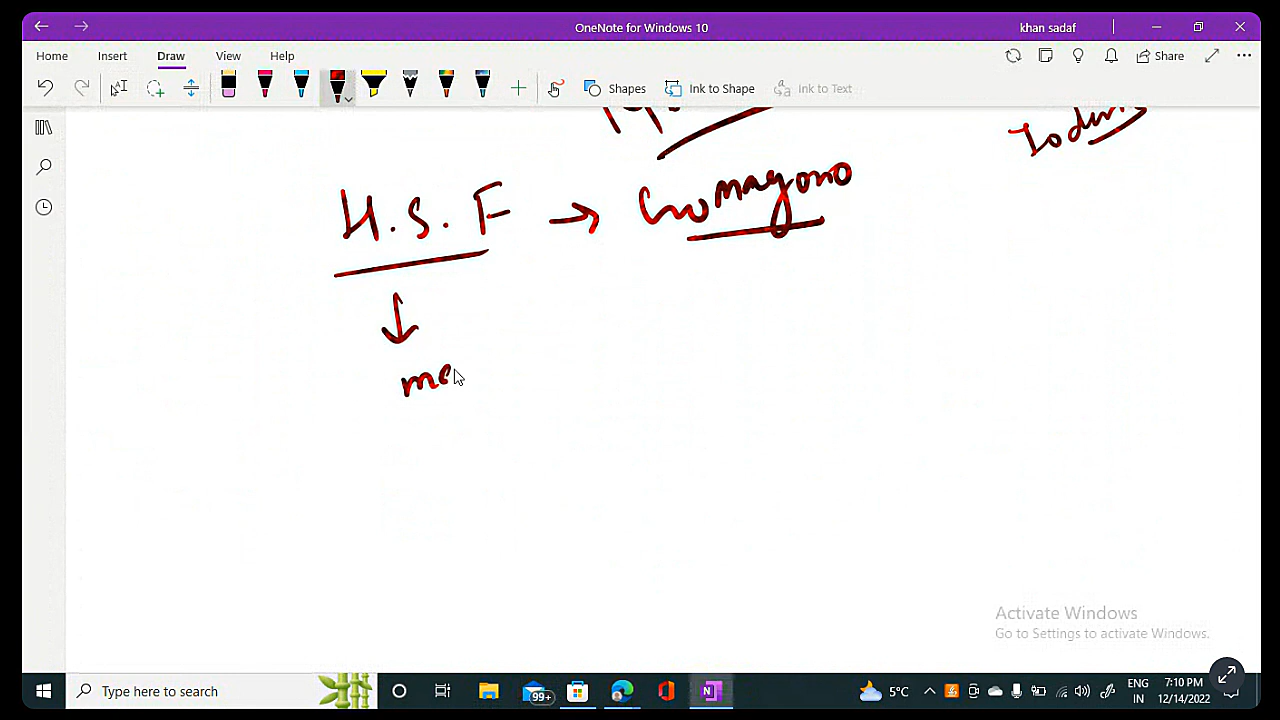 OneNote for Windows 10
khan sadaf
Home Insert Draw View Help
Share
Shapes
Ink to Shape
Ink to Text
H.S.F →
↓
Activate Windows
Go to Settings to activate Windows.
Type here to search
99+
5°C
ENG
IN
7:10 PM
12/14/2022